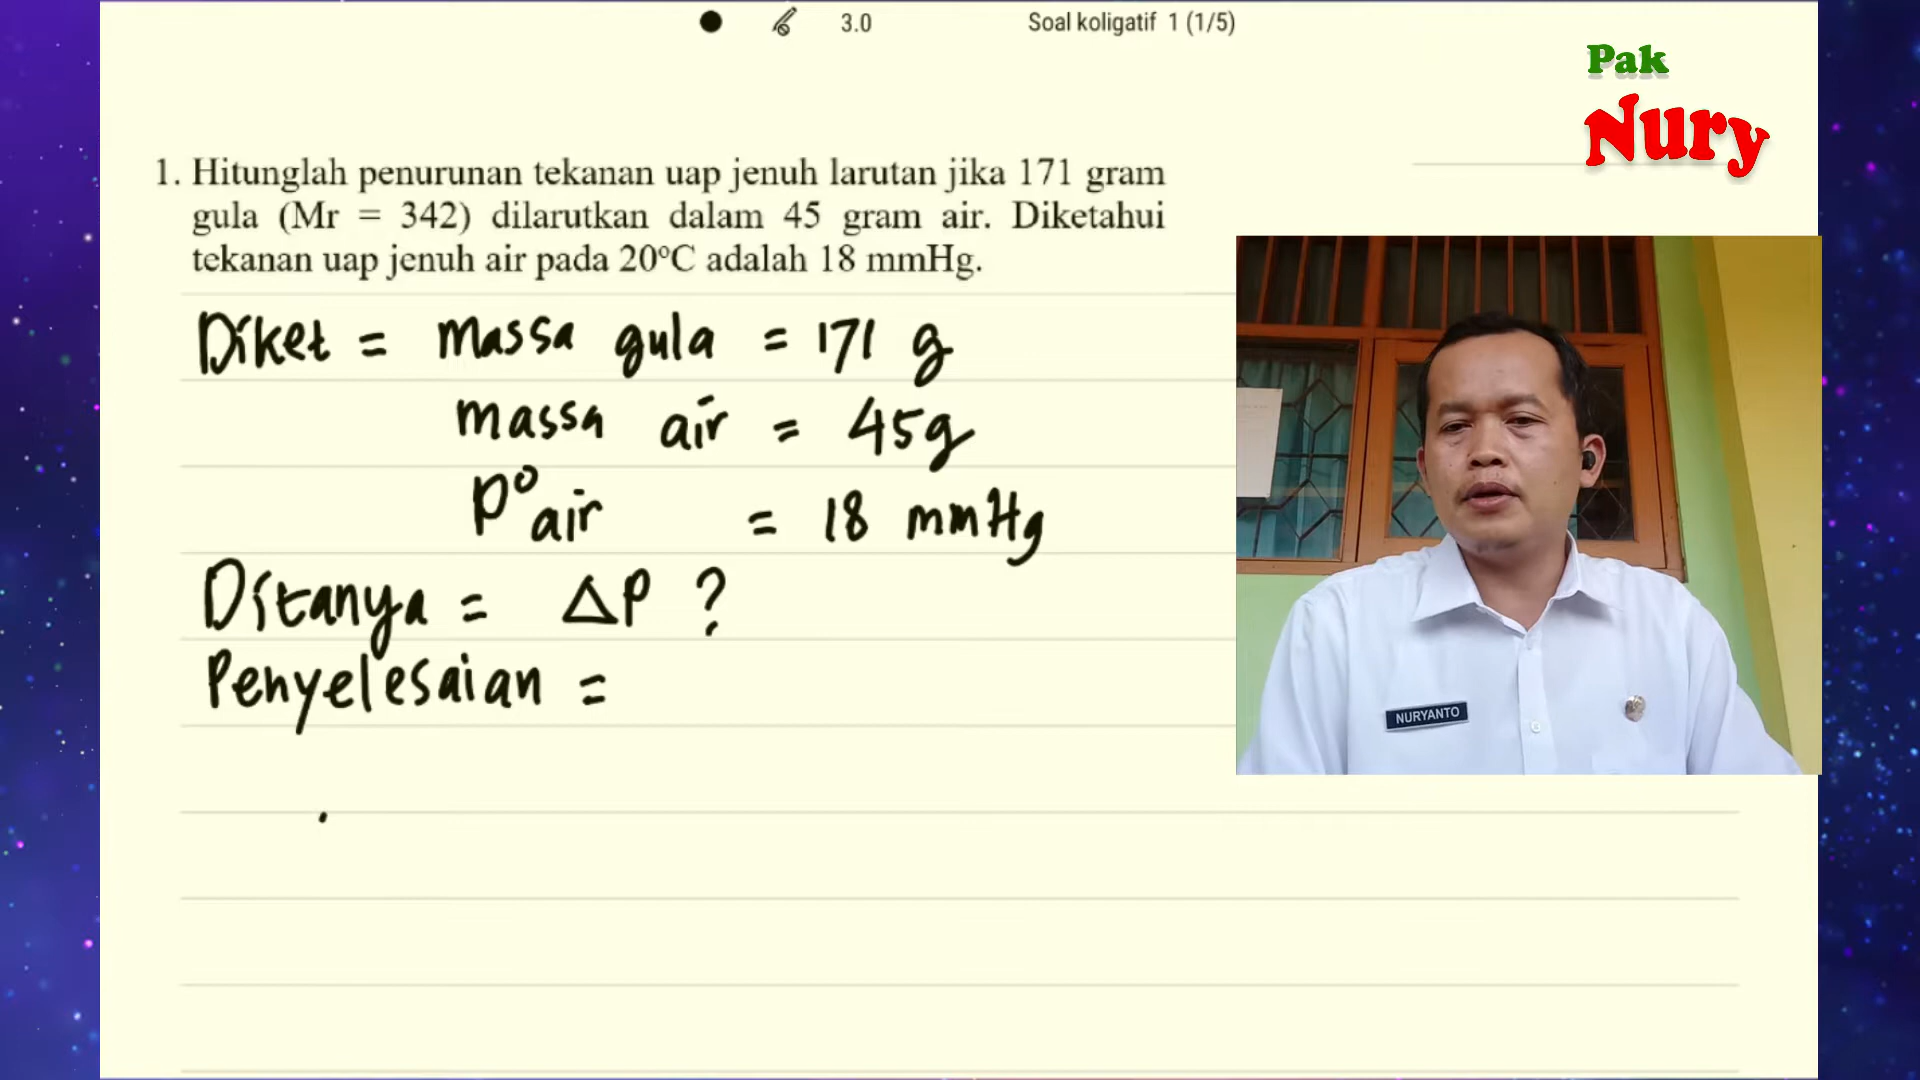 3.0 Soal koligatif 1 (1/5)
Pak
Nury
1. Hitunglah penurunan tekanan uap jenuh larutan jika 171 gram
gula (Mr = 342) dilarutkan dalam 45 gram air. Diketahui
tekanan uap jenuh air pada 20°C adalah 18 mmHg.
Diket = Massa gula = 171 g
massa air = 45g
P° air = 18 mmHg
Ditanya = ΔP ?
Penyelesaian =
NURYANTO